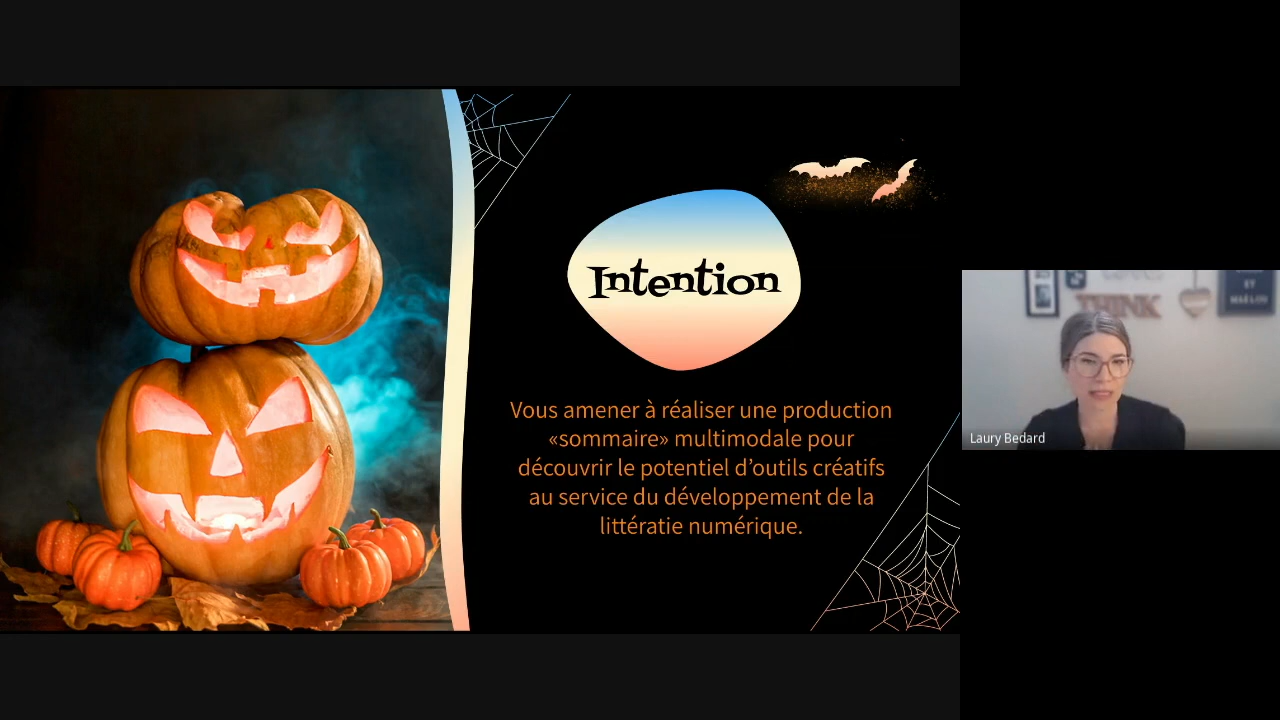 Intention
Vous amener à réaliser une production
«sommaire» multimodale pour
découvrir le potentiel d’outils créatifs
au service du développement de la
littératie numérique.
THINK
ET
Laury Bedard